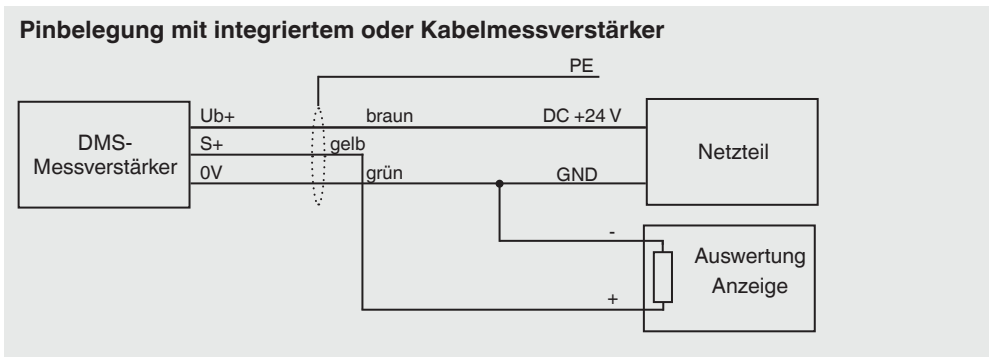 Pinbelegung mit integriertem oder Kabelmessverstärker
PE
Ub+ braun DC +24 V
DMS-
Messverstärker
S+ gelb
Netzteil
0V grün GND
-
Auswertung
Anzeige
+